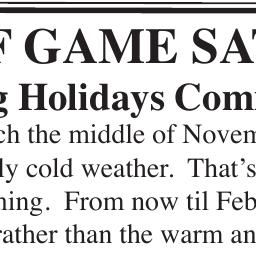 F GAME SA
g Holidays Com
ch the middle of Novem
ly cold weather. That's
ning. From now til Feb
rather than the warm an